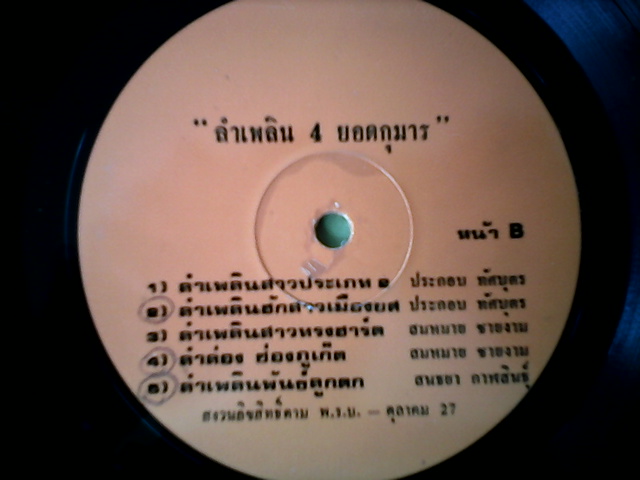 "ลำเพลิน 4 ยอดกุมาร"
หน้า B
1) ลำเพลินสาวประเภท ๑ ประกอบ ทัศบุตร
2) ลำเพลินฮักสาวเมืองยศ ประกอบ ทัศบุตร
3) ลำเพลินสาวทรงฮาร์ด สมหมาย ชายงาม
4) ลำล่อง ฮ่องภูเก็ต สมหมาย ชายงาม
5) ลำเพลินพันธุ์ลูกดก สนธยา กาฬสินธุ์
สงวนลิขสิทธิ์ตาม พ.ร.บ. — ตุลาคม 27